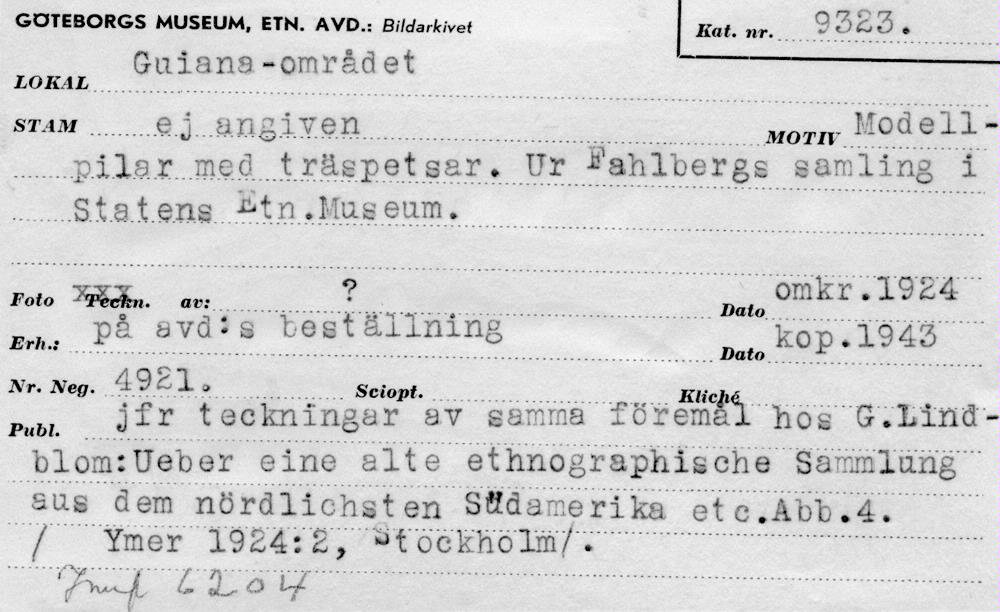 GÖTEBORGS MUSEUM, ETN. AVD.: Bildarkivet
Kat. nr. 9323.
LOKAL Guiana-området
STAM ej angiven MOTIV Modell-
pilar med träspetsar. Ur Fahlbergs samling i
Statens Etn.Museum.
Foto xxx Teckn. av: ? Dato omkr.1924
Erh.: på avd:s beställning Dato kop.1943
Nr. Neg. 4921. Sciopt. Kliché
Publ. jfr teckningar av samma föremål hos G.Lind-
blom:Ueber eine alte ethnographische Sammlung
aus dem nördlichsten Südamerika etc.Abb.4.
/ Ymer 1924:2, Stockholm/.
6204